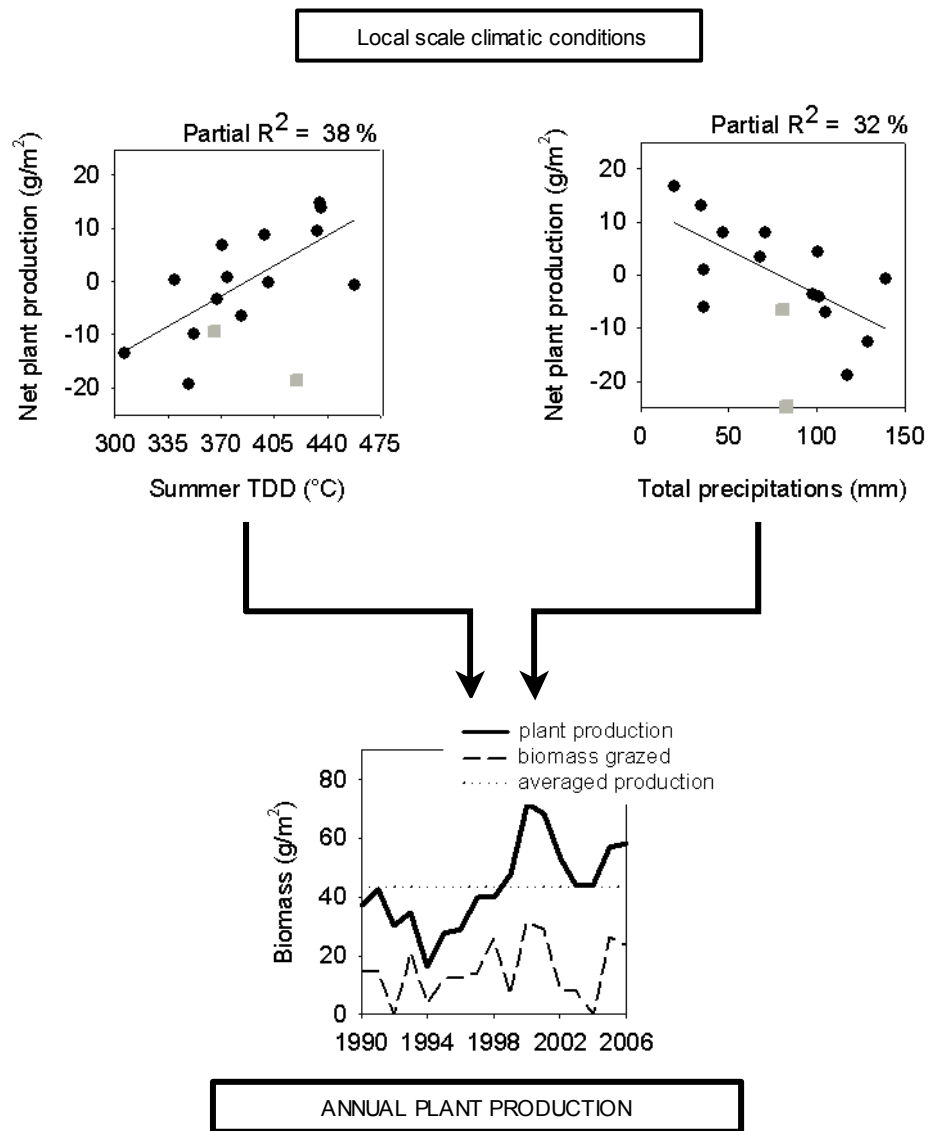 Local scale climatic conditions
Partial R² = 38 %
Net plant production (g/m²)
20
10
0
-10
-20
300 335 370 405 440 475
Summer TDD (°C)
Partial R² = 32 %
Net plant production (g/m²)
20
10
0
-10
-20
0 50 100 150
Total precipitations (mm)
plant production
biomass grazed
averaged production
Biomass (g/m²)
80
60
40
20
0
1990 1994 1998 2002 2006
ANNUAL PLANT PRODUCTION